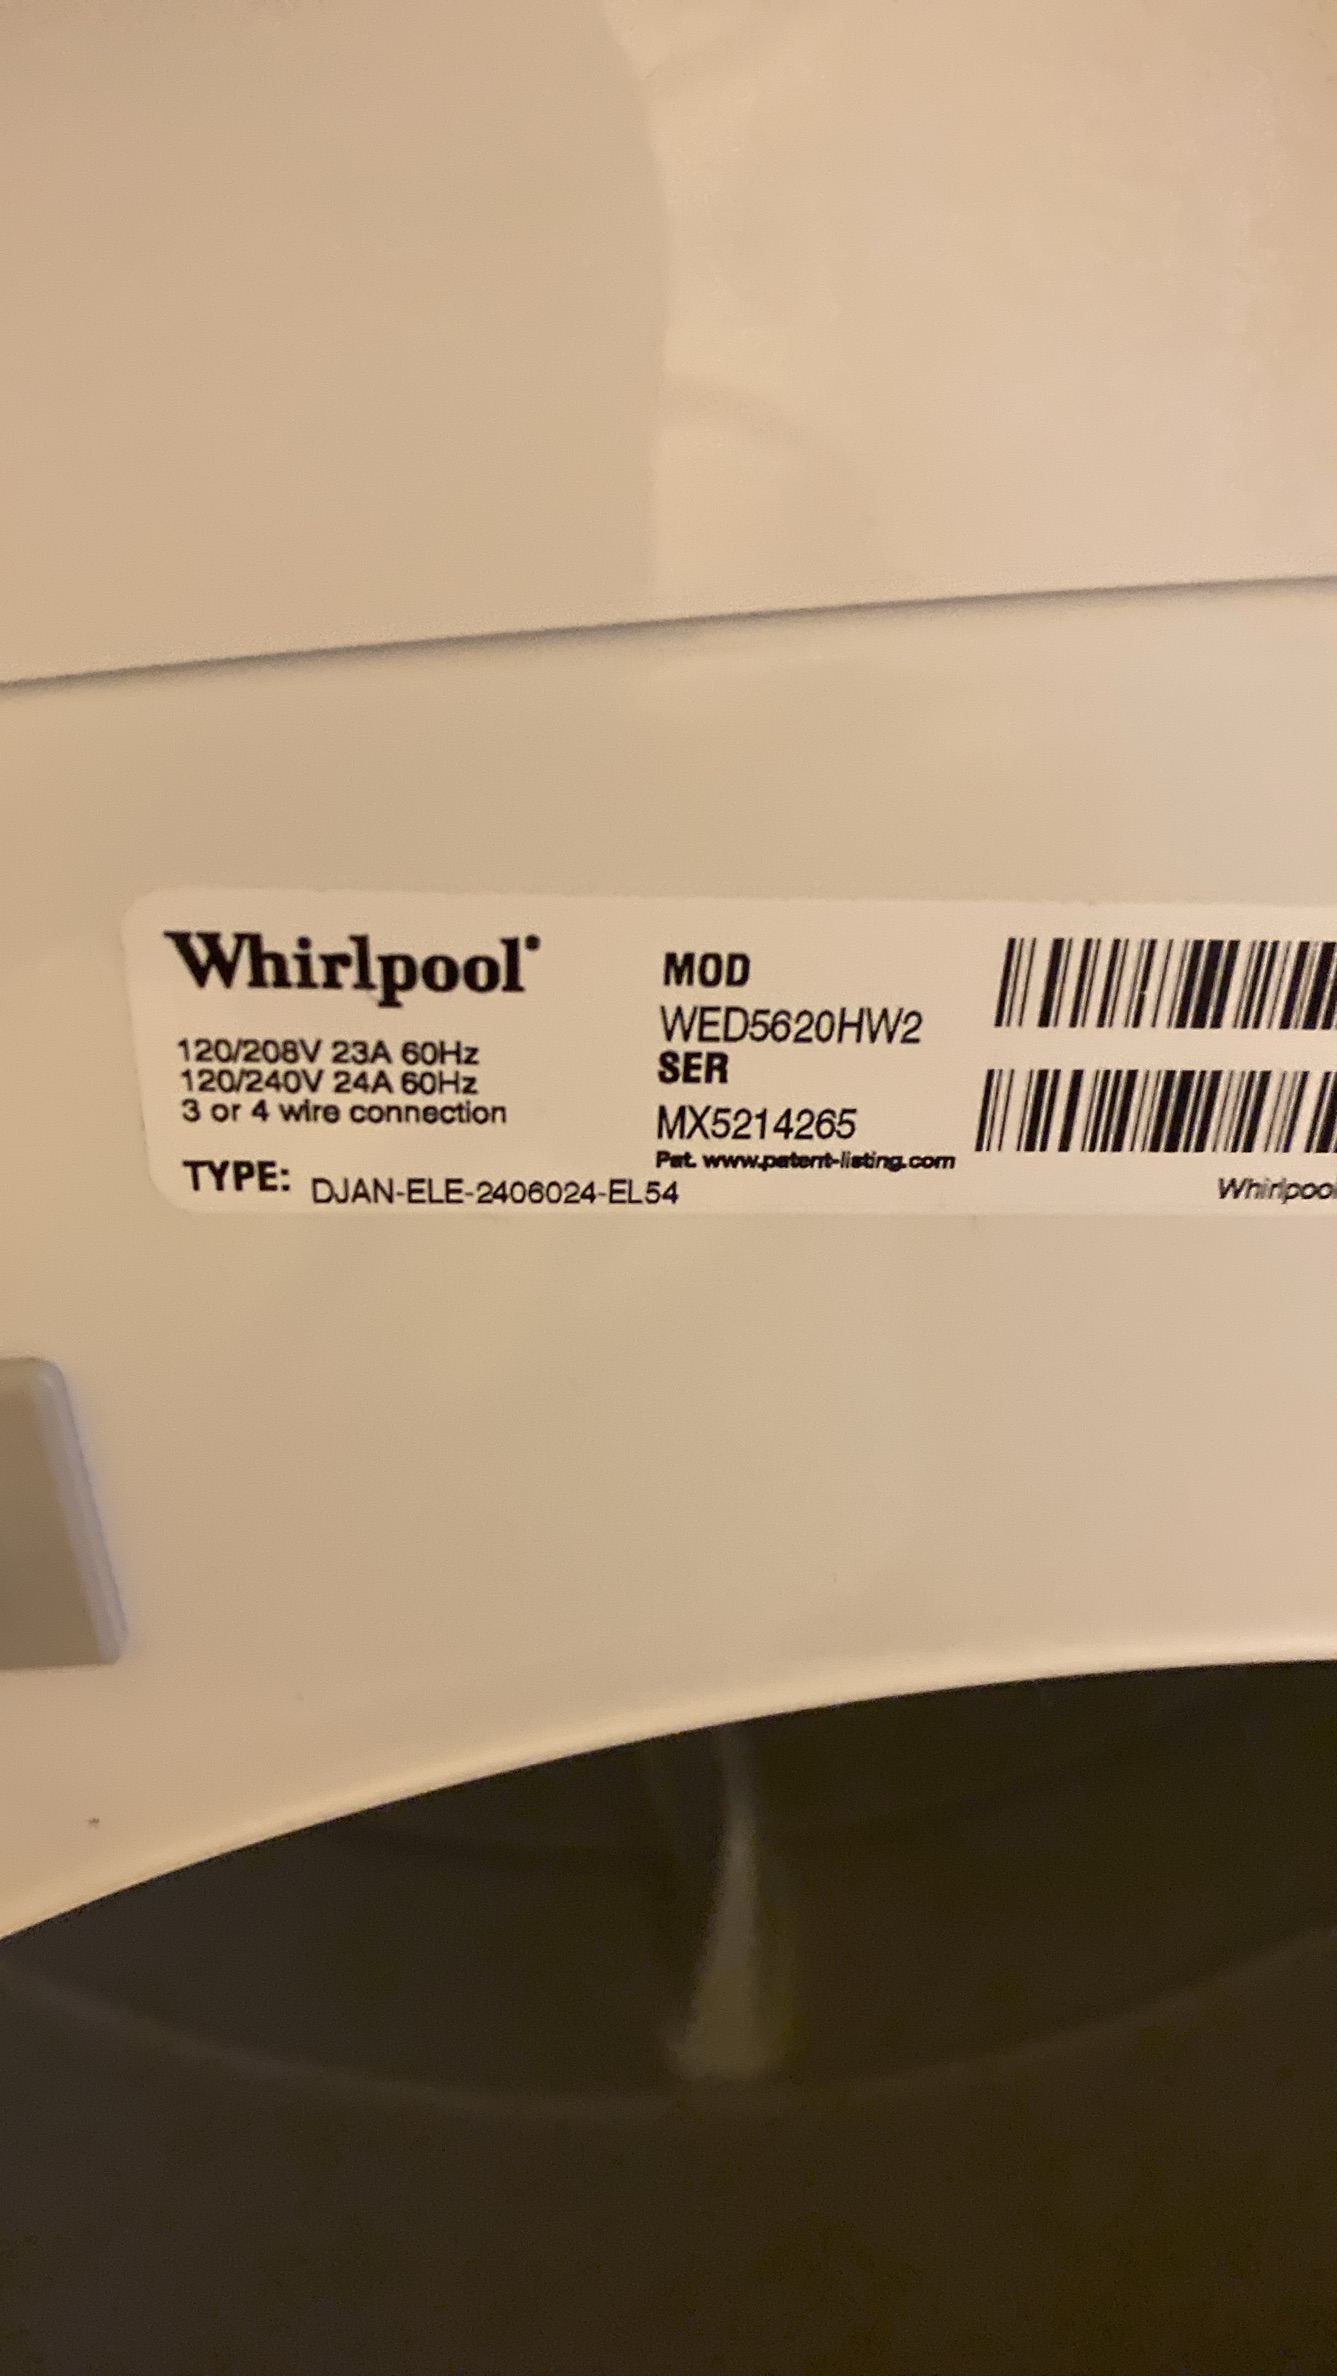 Whirlpool
120/208V 23A 60Hz
120/240V 24A 60Hz
3 or 4 wire connection
TYPE: DJAN-ELE-2406024-EL54
MOD
WED5620HW2
SER
MX5214265
Pat. www.patent-listing.com
Whirlpool